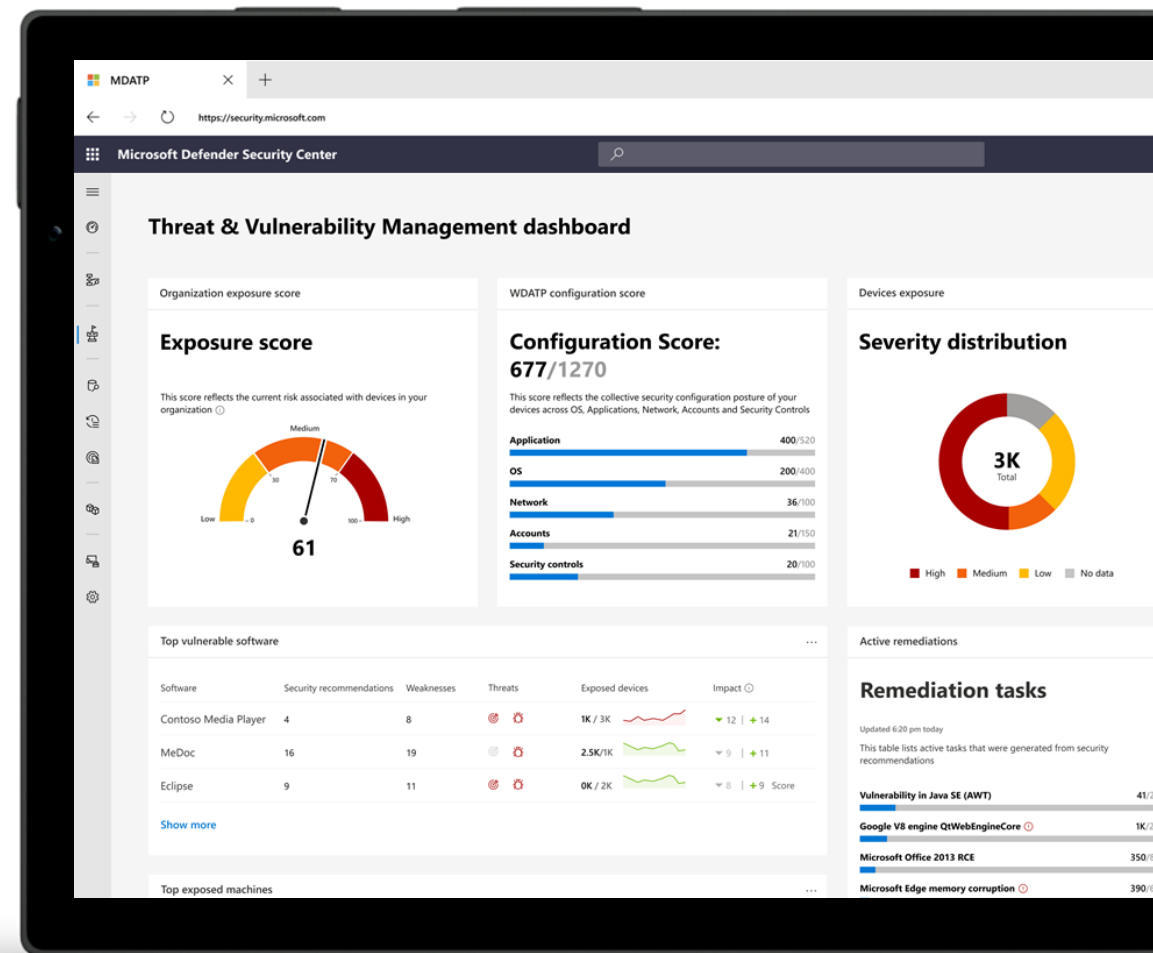 MDATP
https://security.microsoft.com
Microsoft Defender Security Center
Threat & Vulnerability Management dashboard
Organization exposure score
Exposure score
This score reflects the current risk associated with devices in your
organization
Medium
30
70
Low
0
100
High
61
WDATP configuration score
Configuration Score:
677/1270
This score reflects the collective security configuration posture of your
devices across OS, Applications, Network, Accounts and Security Controls
Application 400/520
OS 200/400
Network 36/100
Accounts 21/150
Security controls 20/100
Devices exposure
Severity distribution
3K
Total
High Medium Low No data
Top vulnerable software ...
Software Security recommendations Weaknesses Threats Exposed devices Impact
Contoso Media Player 4 8 1K / 3K 12 | + 14
MeDoc 16 19 2.5K/1K 9 | + 11
Eclipse 9 11 0K / 2K 8 | + 9 Score
Show more
Top exposed machines ...
Active remediations
Remediation tasks
Updated 6:20 pm today
This table lists active tasks that were generated from security
recommendations
Vulnerability in Java SE (AWT) 41/
Google V8 engine QtWebEngineCore 1K/
Microsoft Office 2013 RCE 350/
Microsoft Edge memory corruption 390/